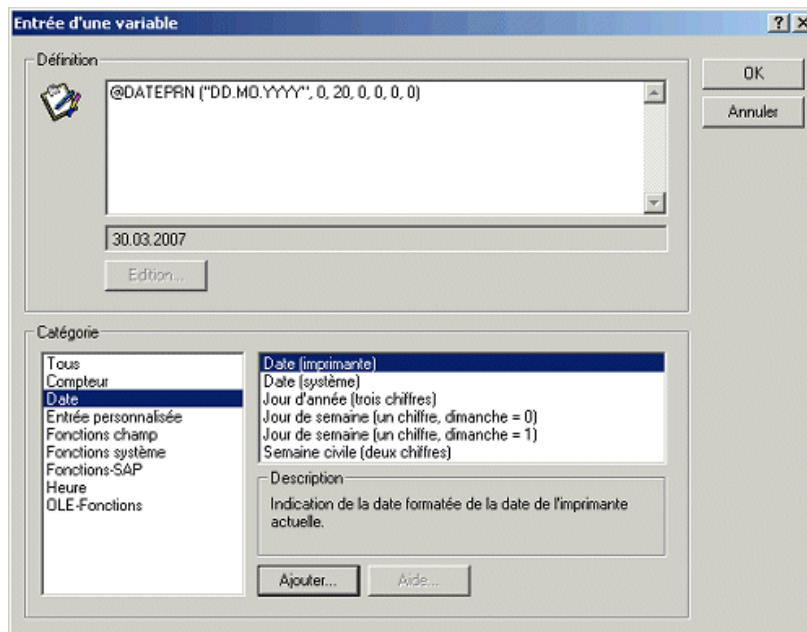 Entrée d'une variable
Définition
@DATEPRN ("DD.MO.YYYY", 0, 20, 0, 0, 0, 0)
OK
Annuler
30.03.2007
Edition...
Catégorie
Tous
Compteur
Date
Entrée personnalisée
Fonctions champ
Fonctions système
Fonctions-SAP
Heure
OLE-Fonctions
Date (imprimante)
Date (système)
Jour d'année (trois chiffres)
Jour de semaine (un chiffre, dimanche = 0)
Jour de semaine (un chiffre, dimanche = 1)
Semaine civile (deux chiffres)
Description
Indication de la date formatée de la date de l'imprimante
actuelle.
Ajouter...
Aide...